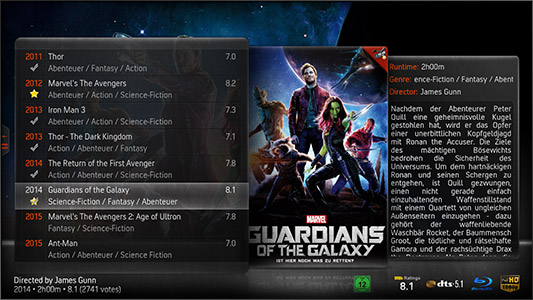 2011 Thor 7.0
Abenteuer / Fantasy / Action
2012 Marvel's The Avengers 8.2
Abenteuer / Action / Science-Fiction
2013 Iron Man 3 7.3
Action / Abenteuer / Science-Fiction
2013 Thor - The Dark Kingdom 7.1
Action / Abenteuer / Fantasy
2014 The Return of the First Avenger 7.8
Action / Abenteuer / Science-Fiction
2014 Guardians of the Galaxy 8.1
Science-Fiction / Fantasy / Abenteuer
2015 Marvel's The Avengers 2: Age of Ultron 7.8
Fantasy / Science-Fiction
2015 Ant-Man 7.0
Action / Abenteuer / Science-Fiction
Directed by James Gunn
2014 • 2h00m • 8.1 (2741 votes)
MARVEL
GUARDIANS
OF THE GALAXY
IST HIER NOCH WAS ZU RETTEN?
12
Runtime: 2h00m
Genre: ence-Fiction / Fantasy / Abent
Director: James Gunn
Nachdem der Abenteurer Peter
Quill eine geheimnisvolle Kugel
gestohlen hat, wird er das Opfer
einer unerbittlichen Kopfgeldjagd
mit Ronan the Accuser. Die Ziele
des mächtigen Bösewichts
bedrohen die Sicherheit des
Universums. Um dem hartnäckigen
Ronan und seinen Schergen zu
entgehen, ist Quill gezwungen,
einen nicht gerade einfach
einzuhaltenden Waffenstillstand
mit einem Quartett von ungleichen
Außenseitern einzugehen - dazu
gehört der waffenliebende
Waschbär Rocket, der Baummensch
Groot, die tödliche und rätselhafte
Gamora und der rachsüchtige Drax
Ratings
8.1
dts 5.1
Blu-ray
HD
1080